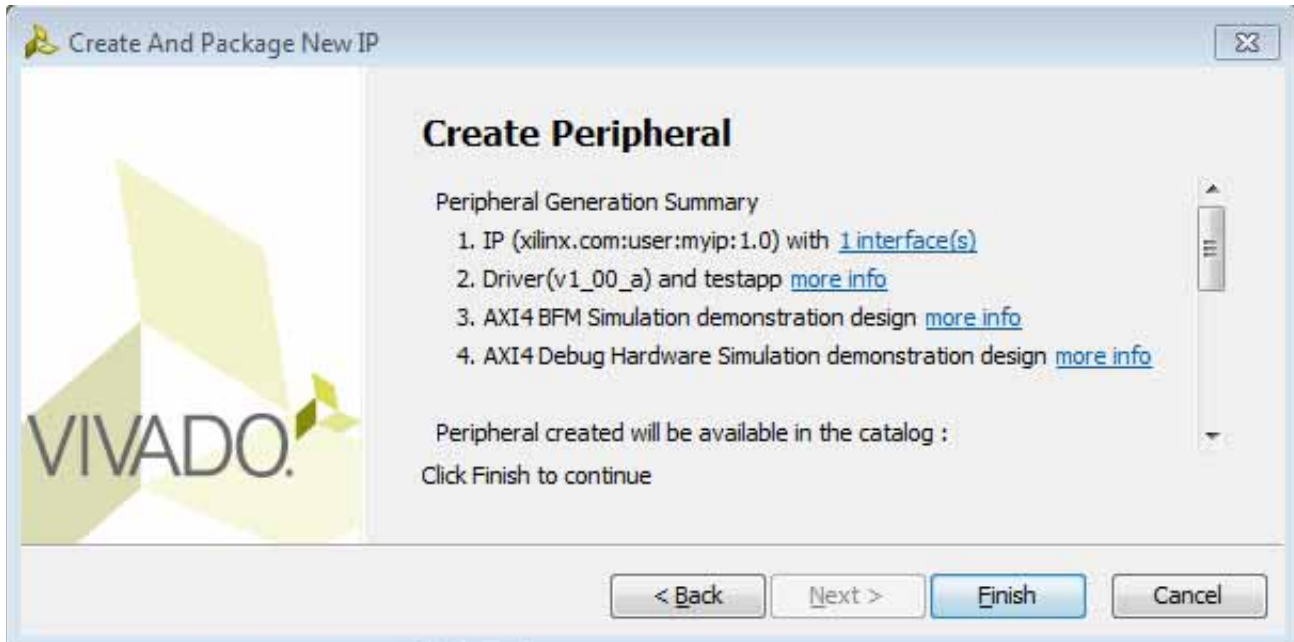 Create And Package New IP
Create Peripheral
Peripheral Generation Summary
1. IP (xilinx.com:user:myip:1.0) with 1 interface(s)
2. Driver(v1_00_a) and testapp more info
3. AXI4 BFM Simulation demonstration design more info
4. AXI4 Debug Hardware Simulation demonstration design more info
Peripheral created will be available in the catalog :
Click Finish to continue
VIVADO.
< Back Next > Finish Cancel